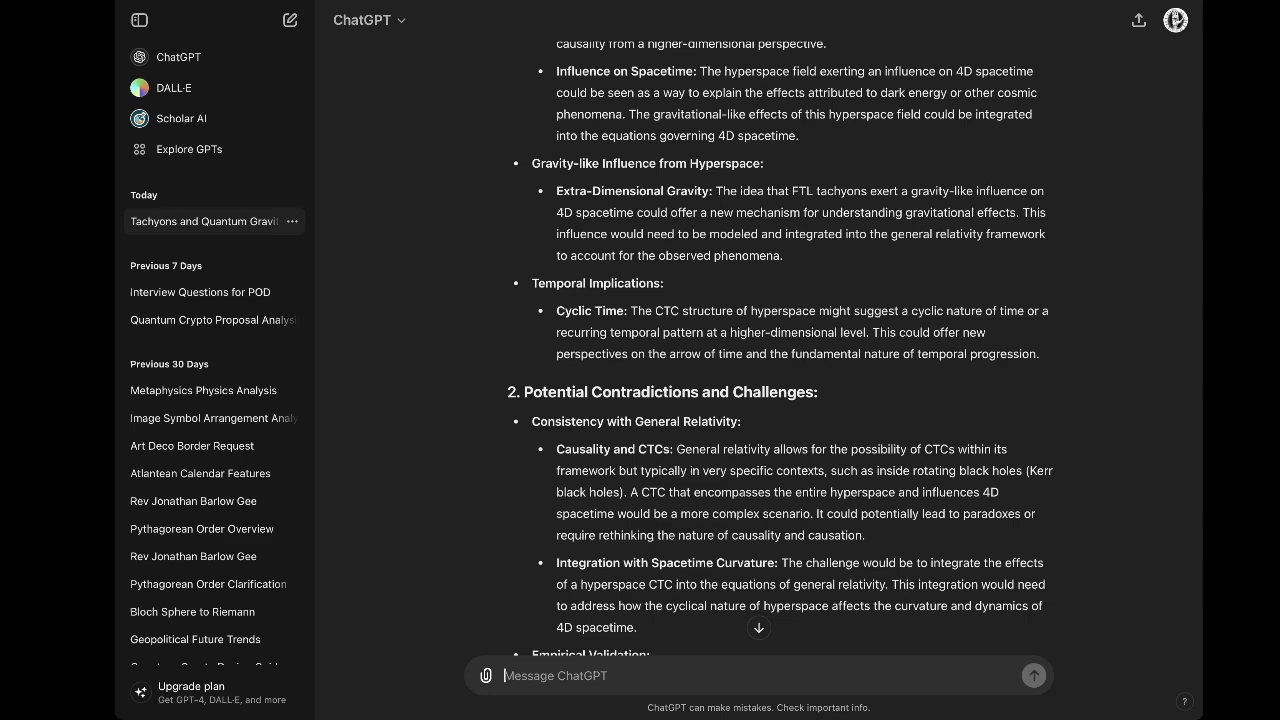 ChatGPT
DALL·E
Scholar AI
Explore GPTs
Today
Tachyons and Quantum Gravit
Previous 7 Days
Interview Questions for POD
Quantum Crypto Proposal Analysis
Previous 30 Days
Metaphysics Physics Analysis
Image Symbol Arrangement Analy
Art Deco Border Request
Atlantean Calendar Features
Rev Jonathan Barlow Gee
Pythagorean Order Overview
Rev Jonathan Barlow Gee
Pythagorean Order Clarification
Bloch Sphere to Riemann
Geopolitical Future Trends
Upgrade plan
Get GPT-4, DALL·E, and more
ChatGPT
causality from a higher-dimensional perspective.
• Influence on Spacetime: The hyperspace field exerting an influence on 4D spacetime
could be seen as a way to explain the effects attributed to dark energy or other cosmic
phenomena. The gravitational-like effects of this hyperspace field could be integrated
into the equations governing 4D spacetime.
• Gravity-like Influence from Hyperspace:
• Extra-Dimensional Gravity: The idea that FTL tachyons exert a gravity-like influence on
4D spacetime could offer a new mechanism for understanding gravitational effects. This
influence would need to be modeled and integrated into the general relativity framework
to account for the observed phenomena.
• Temporal Implications:
• Cyclic Time: The CTC structure of hyperspace might suggest a cyclic nature of time or a
recurring temporal pattern at a higher-dimensional level. This could offer new
perspectives on the arrow of time and the fundamental nature of temporal progression.
2. Potential Contradictions and Challenges:
• Consistency with General Relativity:
• Causality and CTCs: General relativity allows for the possibility of CTCs within its
framework but typically in very specific contexts, such as inside rotating black holes (Kerr
black holes). A CTC that encompasses the entire hyperspace and influences 4D
spacetime would be a more complex scenario. It could potentially lead to paradoxes or
require rethinking the nature of causality and causation.
• Integration with Spacetime Curvature: The challenge would be to integrate the effects
of a hyperspace CTC into the equations of general relativity. This integration would need
to address how the cyclical nature of hyperspace affects the curvature and dynamics of
4D spacetime.
• Empirical Validation:
Message ChatGPT
ChatGPT can make mistakes. Check important info.
?